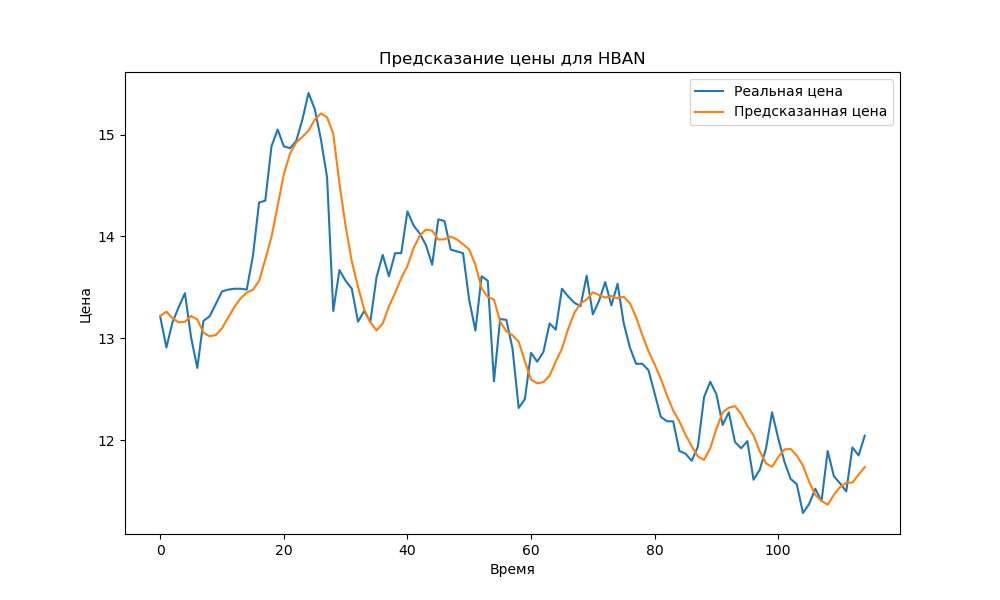 Предсказание цены для HBAN
Реальная цена
Предсказанная цена
Цена
15
14
13
12
0 20 40 60 80 100
Время